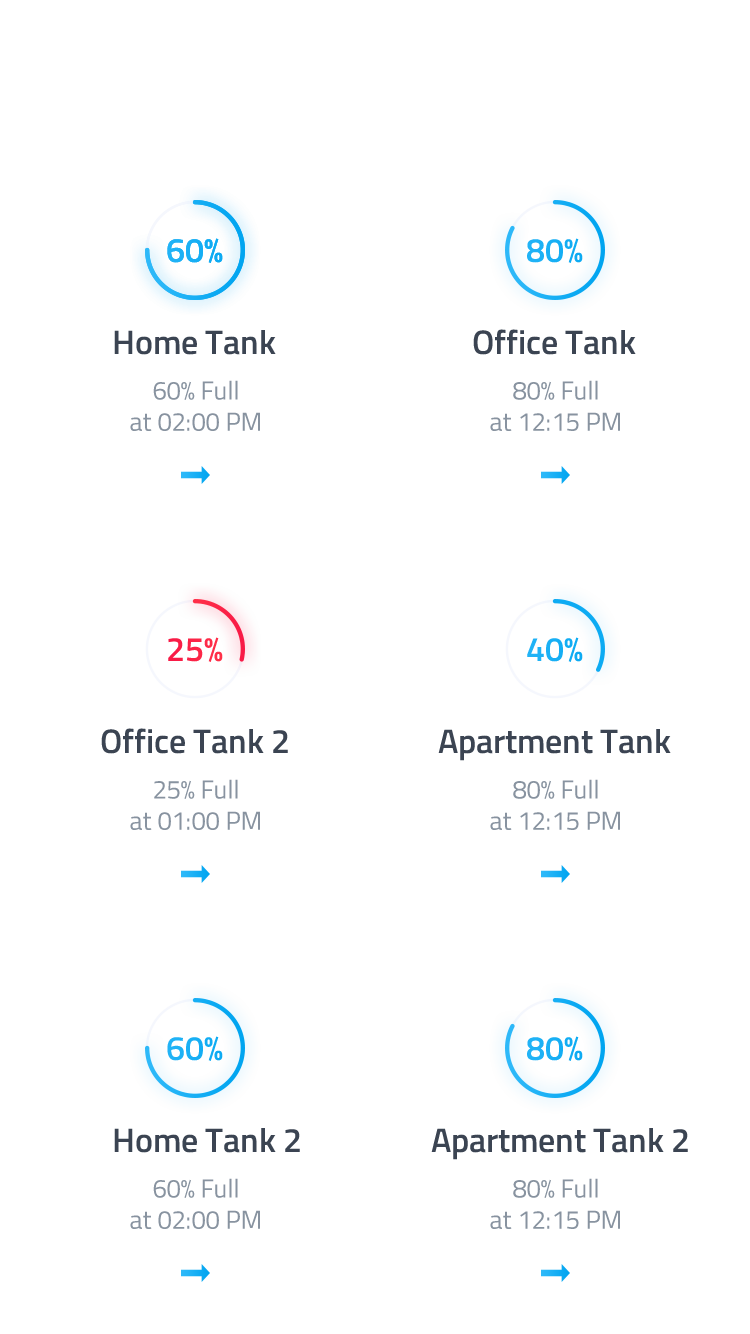 60%
Home Tank
60% Full
at 02:00 PM
80%
Office Tank
80% Full
at 12:15 PM
25%
Office Tank 2
25% Full
at 01:00 PM
40%
Apartment Tank
80% Full
at 12:15 PM
60%
Home Tank 2
60% Full
at 02:00 PM
80%
Apartment Tank 2
80% Full
at 12:15 PM